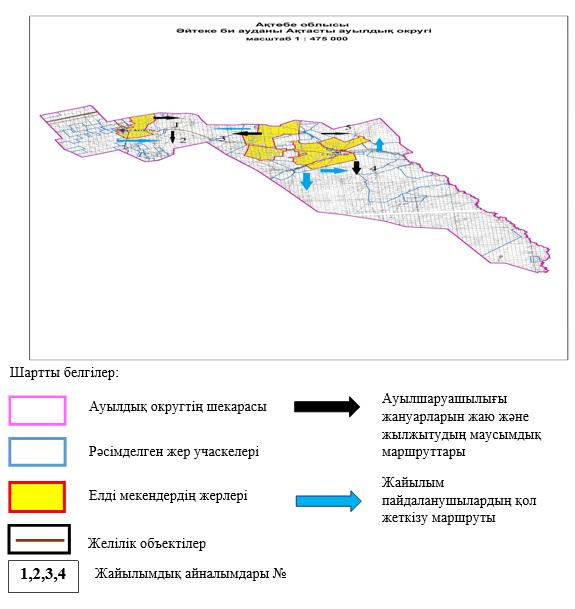 Ақтөбе облысы
Әйтеке би ауданы Ақтасты ауылдық округі
масштаб 1 : 475 000
1
2
3
5
4
Шартты белгілер:
Ауылдық округтің шекарасы
Рәсімделген жер учаскелері
Елді мекендердің жерлері
Желілік объектілер
1,2,3,4 Жайылымдық айналымдары №
Ауылшаруашылығы
жануарларын жаю және
жылжытудың маусымдық
маршруттары
Жайылым
пайдаланушылардың қол
жеткізу маршруты